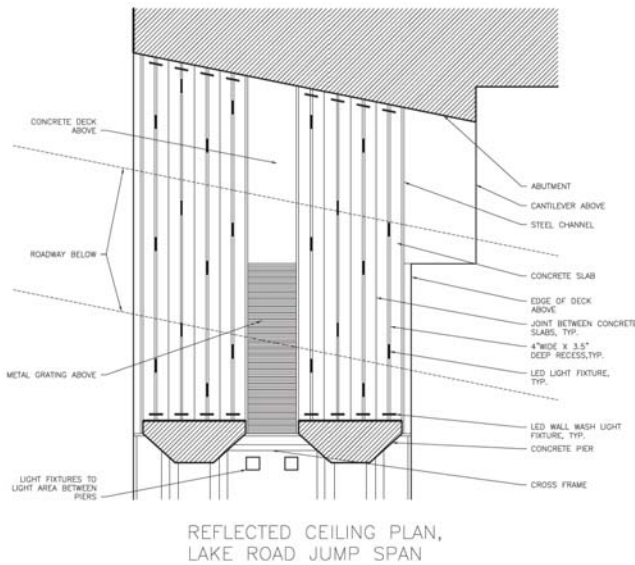 CONCRETE DECK
ABOVE
ROADWAY BELOW
METAL GRATING ABOVE
LIGHT FIXTURES TO
LIGHT AREA BETWEEN
PIERS
ABUTMENT
CANTILEVER ABOVE
STEEL CHANNEL
CONCRETE SLAB
EDGE OF DECK
ABOVE
JOINT BETWEEN CONCRETE
SLABS, TYP.
4"WIDE X 3.5"
DEEP RECESS,TYP.
LED LIGHT FIXTURE,
TYP.
LED WALL WASH LIGHT
FIXTURE, TYP.
CONCRETE PIER
CROSS FRAME
REFLECTED CEILING PLAN,
LAKE ROAD JUMP SPAN